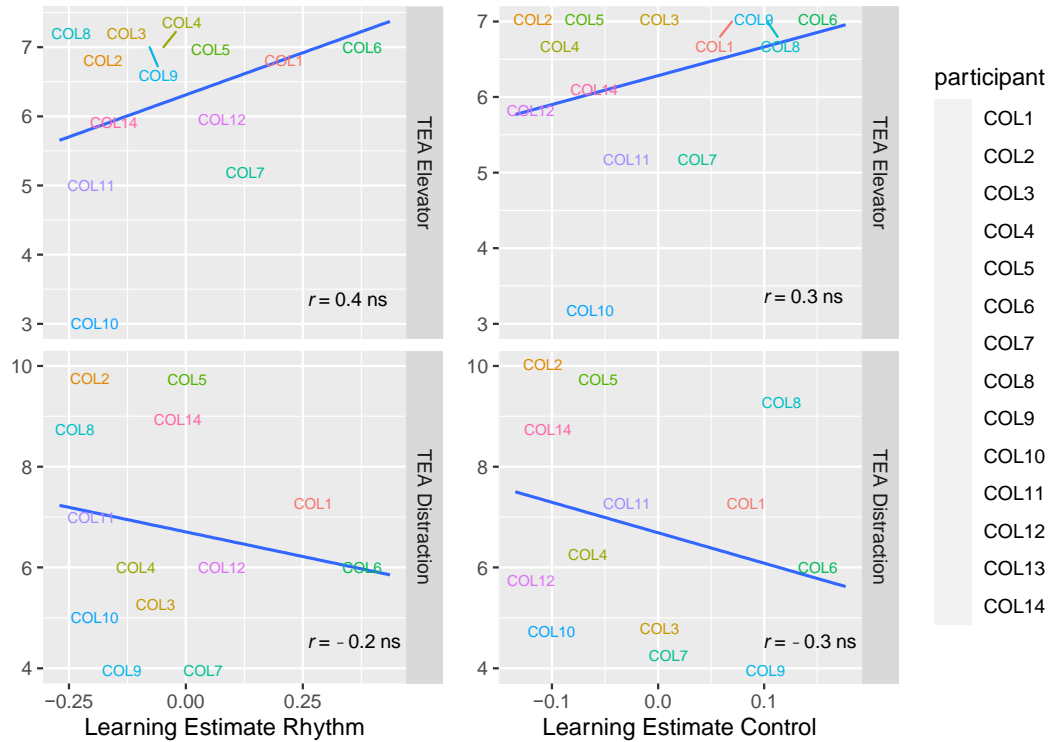 COL4
COL8
COL3
COL5
COL6
COL2
COL1
COL9
COL14
COL12
COL7
COL11
COL10
r = 0.4 ns
7
6
5
4
3
TEA Elevator
COL2
COL5
COL3
COL9
COL6
COL4
COL1
COL8
COL14
COL12
COL11
COL7
COL10
r = 0.3 ns
7
6
5
4
3
TEA Elevator
COL2
COL5
COL14
COL8
COL1
COL11
COL4
COL12
COL6
COL3
COL10
COL9
COL7
r = − 0.2 ns
10
8
6
4
TEA Distraction
−0.25
0.00
0.25
Learning Estimate Rhythm
COL2
COL5
COL8
COL14
COL11
COL1
COL4
COL12
COL6
COL10
COL3
COL7
COL9
r = − 0.3 ns
10
8
6
4
TEA Distraction
−0.1
0.0
0.1
Learning Estimate Control
participant
COL1
COL2
COL3
COL4
COL5
COL6
COL7
COL8
COL9
COL10
COL11
COL12
COL13
COL14